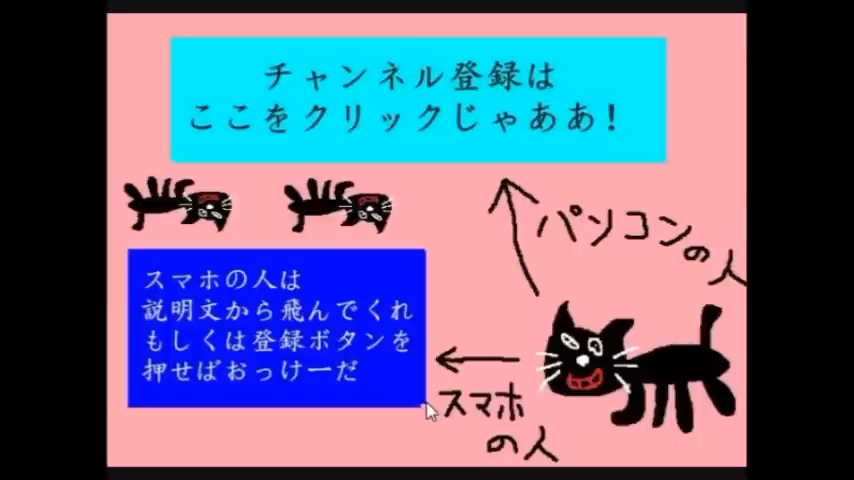 チャンネル登録は
ここをクリックじゃああ！
パソコンの人
スマホの人は
説明文から飛んでくれ
もしくは登録ボタンを
押せばおっけーだ
スマホ
の人